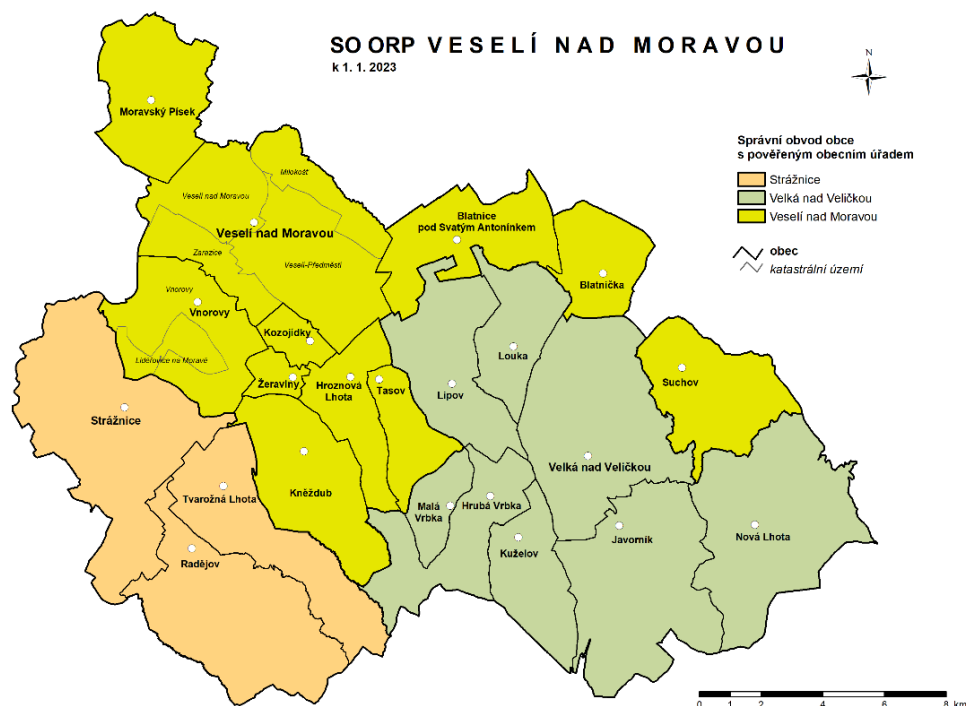 SO ORP VESELÍ NAD MORAVOU
k 1. 1. 2023
N
Správní obvod obce
s pověřeným obecním úřadem
Strážnice
Velká nad Veličkou
Veselí nad Moravou
obec
katastrální území
Moravský Písek
Milokošť
Veselí nad Moravou
Veselí nad Moravou
Zarazice
Veselí-Předměstí
Blatnice
pod Svatým Antonínkem
Blatnička
Vnorovy
Vnorovy
Lidéřovice na Moravě
Kozojídky
Žeraviny
Hroznová
Lhota
Tasov
Louka
Lipov
Suchov
Strážnice
Kněždub
Velká nad Veličkou
Tvarožná Lhota
Malá
Vrbka
Hrubá Vrbka
Javorník
Nová Lhota
Kuželov
Radějov
0 1 2 4 6 8 km